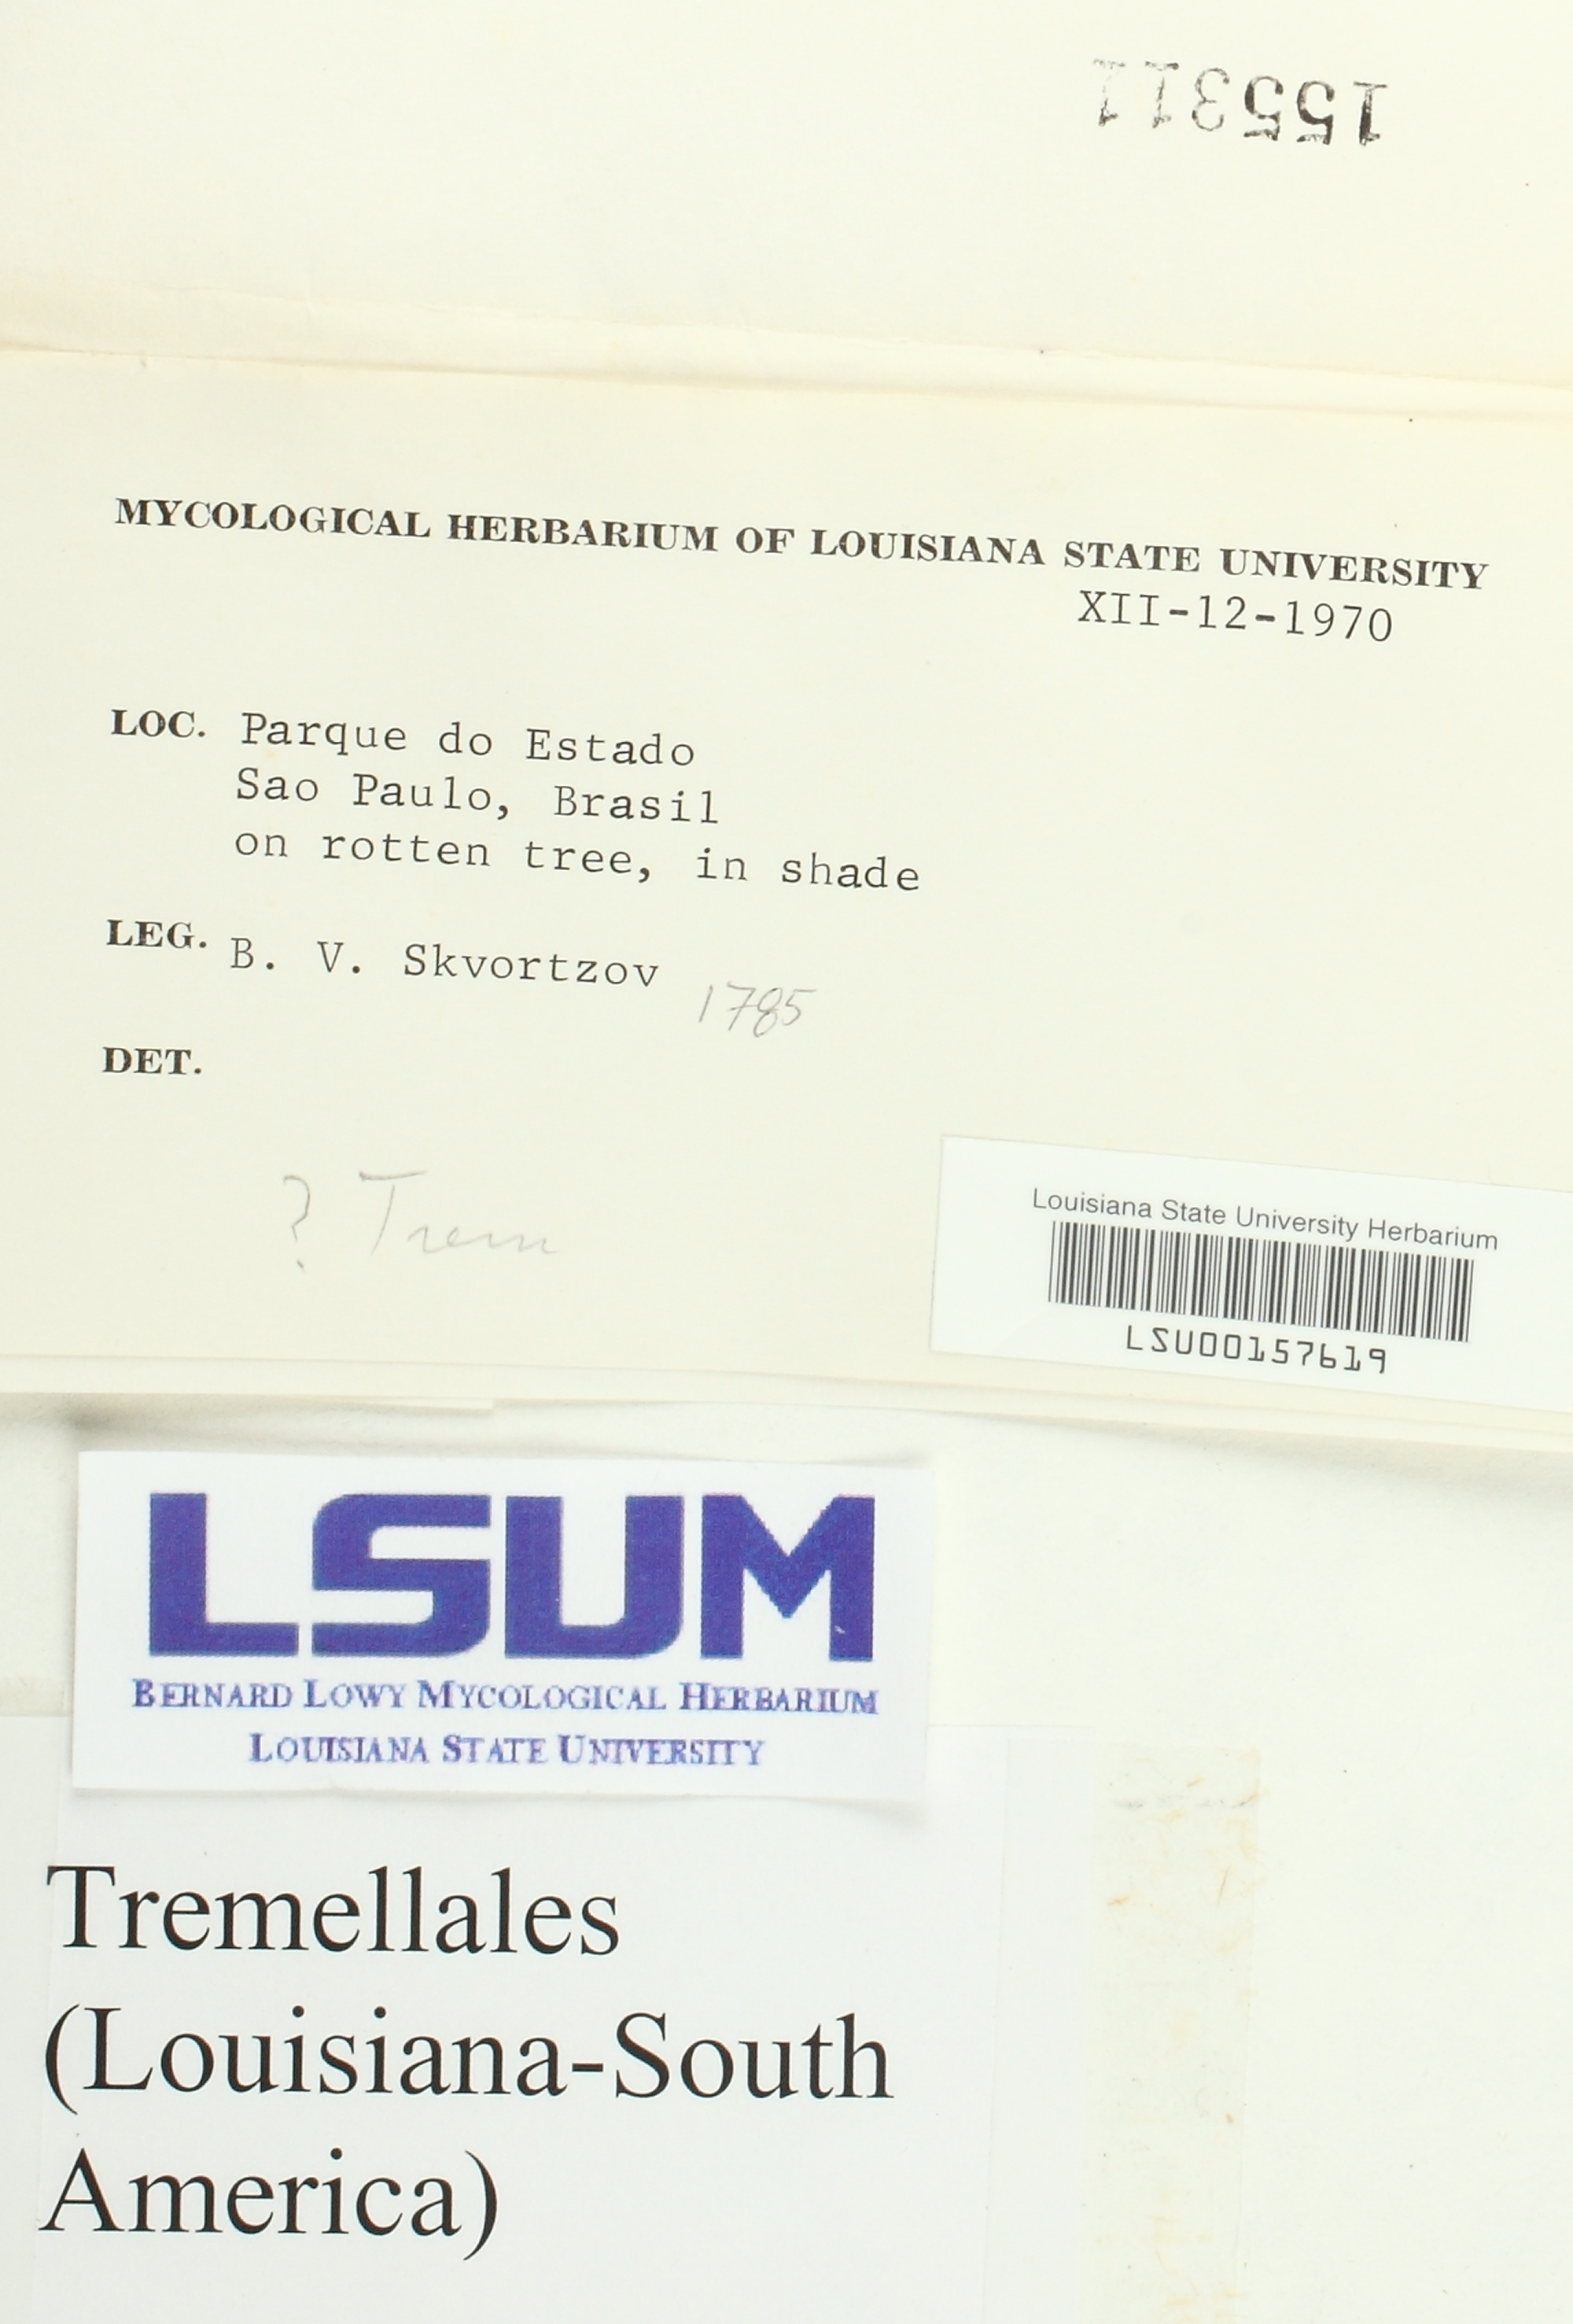 155311
MYCOLOGICAL HERBARIUM OF LOUISIANA STATE UNIVERSITY
XII-12-1970
LOC. Parque do Estado
Sao Paulo, Brasil
on rotten tree, in shade
LEG. B. V. Skvortzov 1785
DET.
? Trem
Louisiana State University Herbarium
LSU00157619
LSUM
BERNARD LOWY MYCOLOGICAL HERBARIUM
LOUISIANA STATE UNIVERSITY
Tremellales
(Louisiana-South
America)